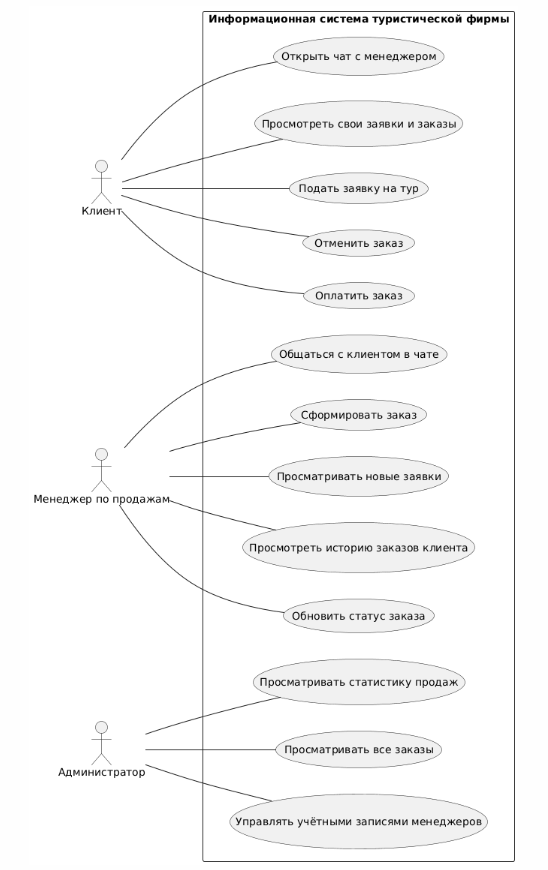 Информационная система туристической фирмы
Открыть чат с менеджером
Просмотреть свои заявки и заказы
Подать заявку на тур
Клиент
Отменить заказ
Оплатить заказ
Общаться с клиентом в чате
Сформировать заказ
Просматривать новые заявки
Менеджер по продажам
Просмотреть историю заказов клиента
Обновить статус заказа
Просматривать статистику продаж
Просматривать все заказы
Администратор
Управлять учётными записями менеджеров